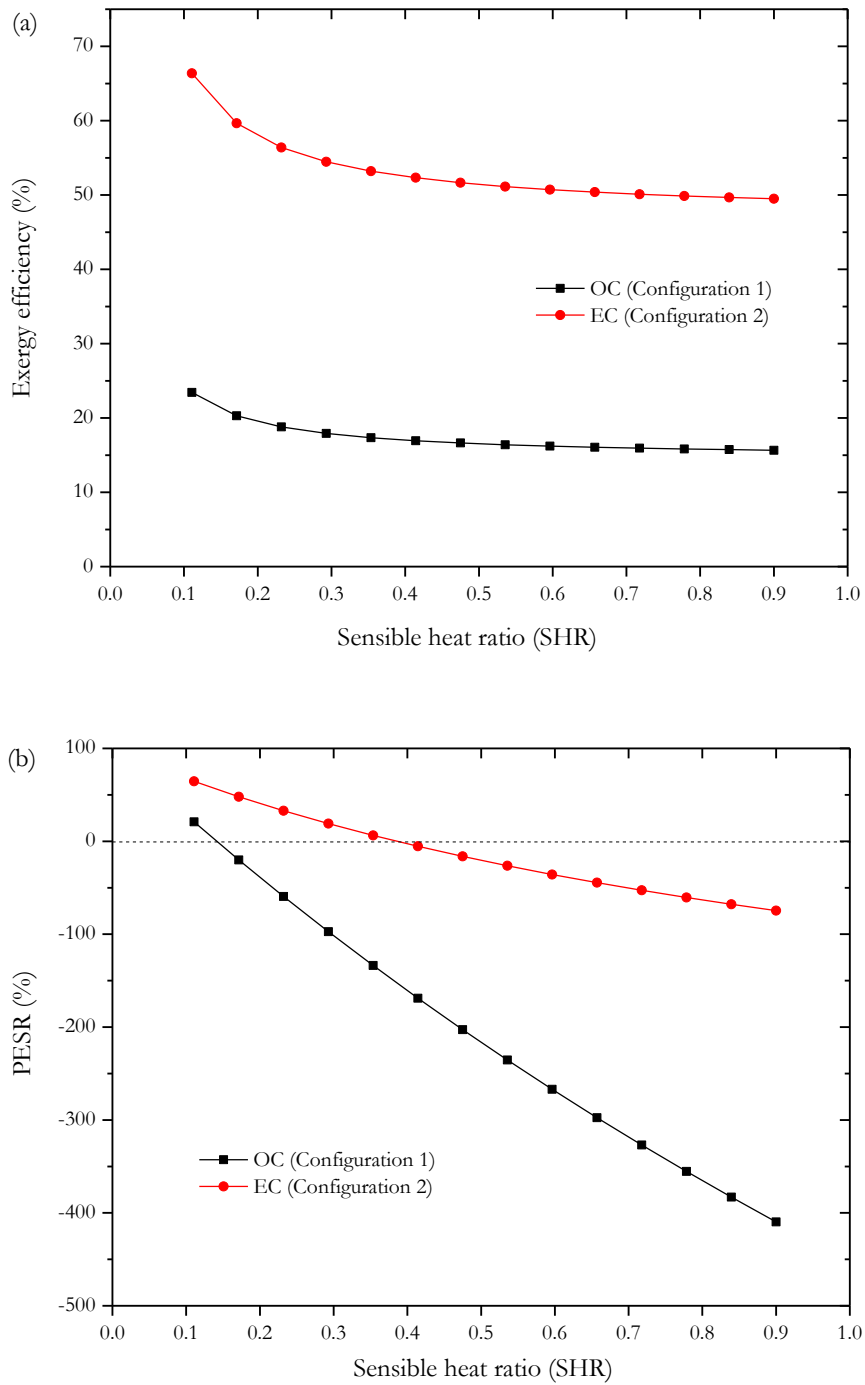 (a)
70
60
50
40
30
20
10
0
Exergy efficiency (%)
OC (Configuration 1)
EC (Configuration 2)
0.0 0.1 0.2 0.3 0.4 0.5 0.6 0.7 0.8 0.9 1.0
Sensible heat ratio (SHR)
(b)
100
0
-100
-200
-300
-400
-500
PESR (%)
OC (Configuration 1)
EC (Configuration 2)
0.0 0.1 0.2 0.3 0.4 0.5 0.6 0.7 0.8 0.9 1.0
Sensible heat ratio (SHR)